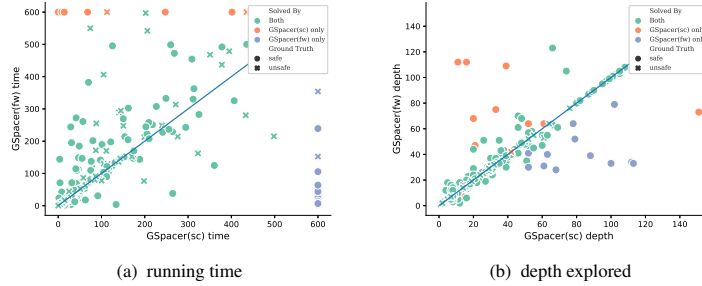 600
500
400
300
200
100
0
GSpacer(fw) time
0
100
200
300
400
500
600
GSpacer(sc) time
Solved By
Both
GSpacer(sc) only
GSpacer(fw) only
Ground Truth
safe
unsafe
(a) running time
160
140
120
100
80
60
40
20
0
GSpacer(fw) depth
0
20
40
60
80
100
120
140
GSpacer(sc) depth
Solved By
Both
GSpacer(sc) only
GSpacer(fw) only
Ground Truth
safe
unsafe
(b) depth explored